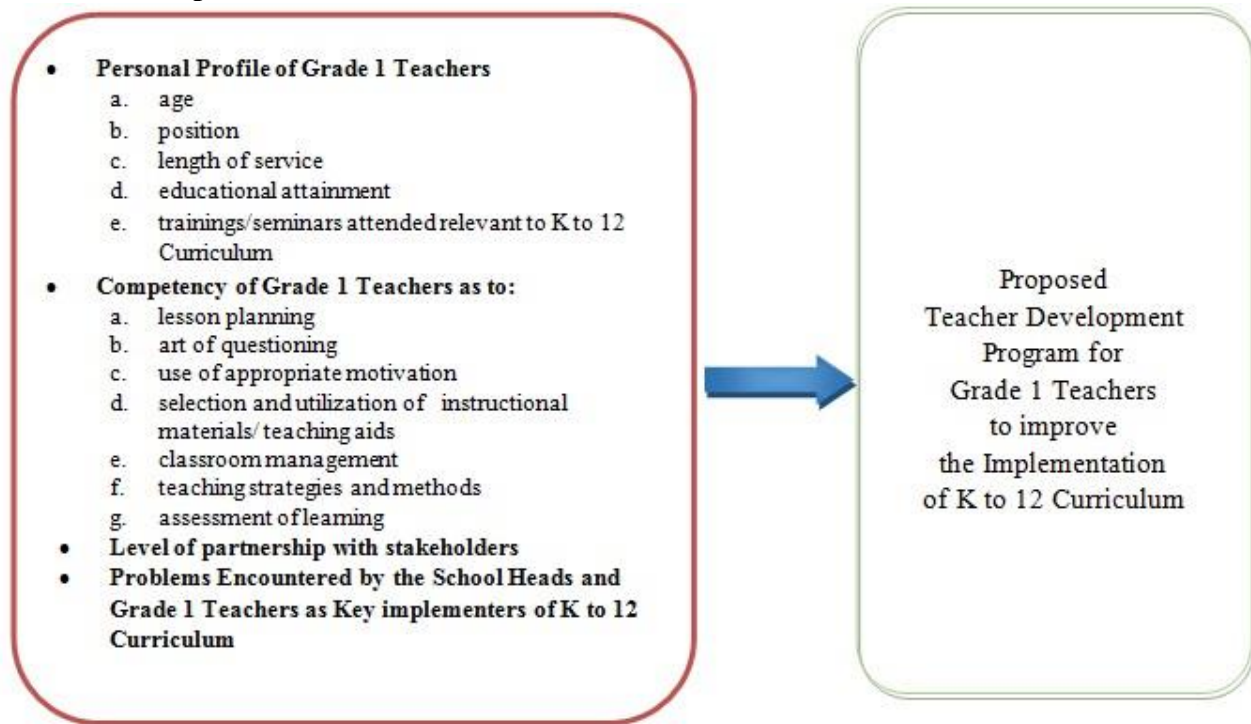 • Personal Profile of Grade 1 Teachers
a. age
b. position
c. length of service
d. educational attainment
e. trainings/seminars attended relevant to K to 12
Curriculum
• Competency of Grade 1 Teachers as to:
a. lesson planning
b. art of questioning
c. use of appropriate motivation
d. selection and utilization of instructional
materials/ teaching aids
e. classroom management
f. teaching strategies and methods
g. assessment of learning
• Level of partnership with stakeholders
• Problems Encountered by the School Heads and
Grade 1 Teachers as Key implementers of K to 12
Curriculum
Proposed
Teacher Development
Program for
Grade 1 Teachers
to improve
the Implementation
of K to 12 Curriculum